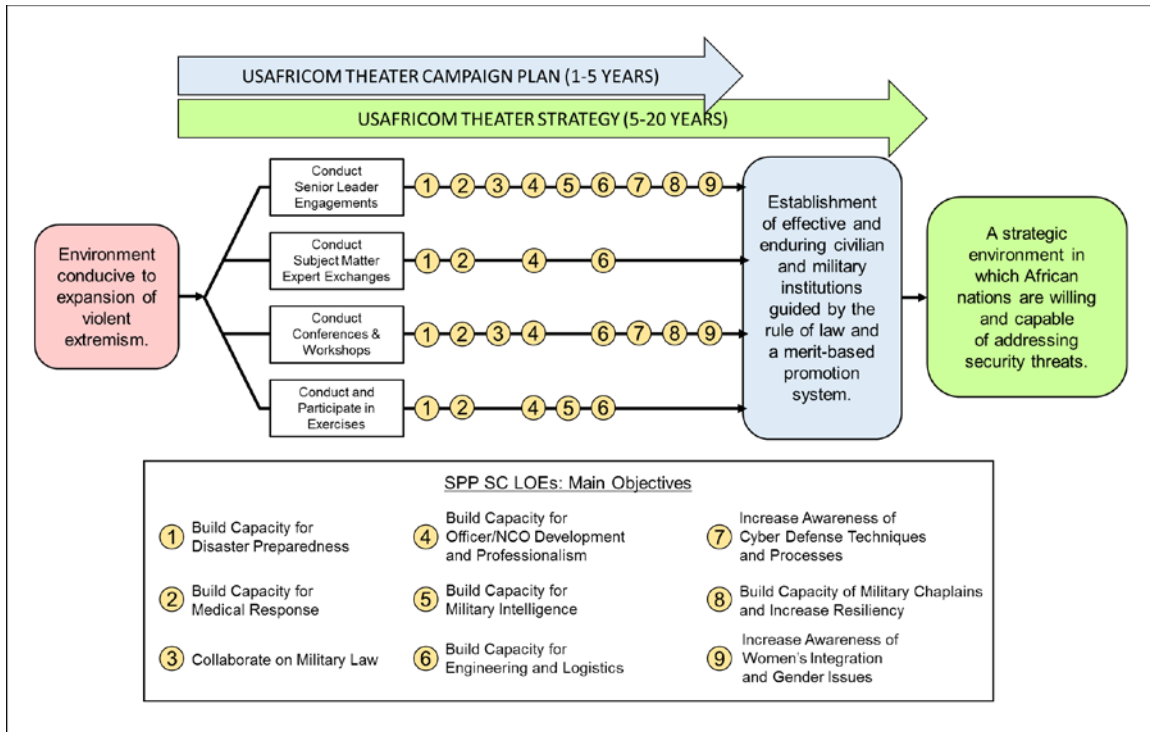 USAFRICOM THEATER CAMPAIGN PLAN (1-5 YEARS)
USAFRICOM THEATER STRATEGY (5-20 YEARS)
Environment
conducive to
expansion of
violent
extremism.
Conduct
Senior Leader
Engagements
1 2 3 4 5 6 7 8 9
Conduct
Subject Matter
Expert Exchanges
1 2 4 6
Conduct
Conferences &
Workshops
1 2 3 4 6 7 8 9
Conduct and
Participate in
Exercises
1 2 4 5 6
Establishment
of effective and
enduring civilian
and military
institutions
guided by the
rule of law and
a merit-based
promotion
system.
A strategic
environment in
which African
nations are willing
and capable
of addressing
security threats.
SPP SC LOEs: Main Objectives
1 Build Capacity for
Disaster Preparedness
2 Build Capacity for
Medical Response
3 Collaborate on Military Law
4 Build Capacity for
Officer/NCO Development
and Professionalism
5 Build Capacity for
Military Intelligence
6 Build Capacity for
Engineering and Logistics
7 Increase Awareness of
Cyber Defense Techniques
and Processes
8 Build Capacity of Military Chaplains
and Increase Resiliency
9 Increase Awareness of
Women's Integration
and Gender Issues